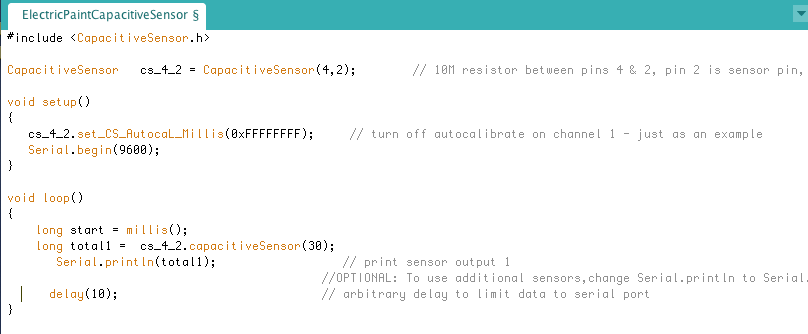 ElectricPaintCapacitiveSensor §
#include <CapacitiveSensor.h>
CapacitiveSensor   cs_4_2 = CapacitiveSensor(4,2);        // 10M resistor between pins 4 & 2, pin 2 is sensor pin,
void setup()
{
   cs_4_2.set_CS_AutocaL_Millis(0xFFFFFFFF);     // turn off autocalibrate on channel 1 - just as an example
   Serial.begin(9600);
}
void loop()
{
    long start = millis();
    long total1 =  cs_4_2.capacitiveSensor(30);
       Serial.println(total1);              // print sensor output 1
                                            //OPTIONAL: To use additional sensors,change Serial.println to Serial.
      delay(10);                            // arbitrary delay to limit data to serial port
}